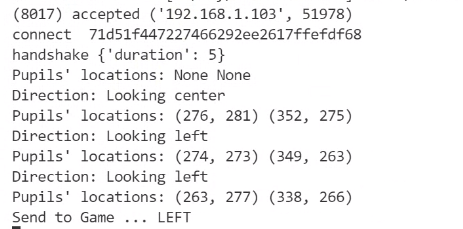 (8017) accepted ('192.168.1.103', 51978)
connect  71d51f447227466292ee2617ffefdf68
handshake {'duration': 5}
Pupils' locations: None None
Direction: Looking center
Pupils' locations: (276, 281) (352, 275)
Direction: Looking left
Pupils' locations: (274, 273) (349, 263)
Direction: Looking left
Pupils' locations: (263, 277) (338, 266)
Send to Game ... LEFT